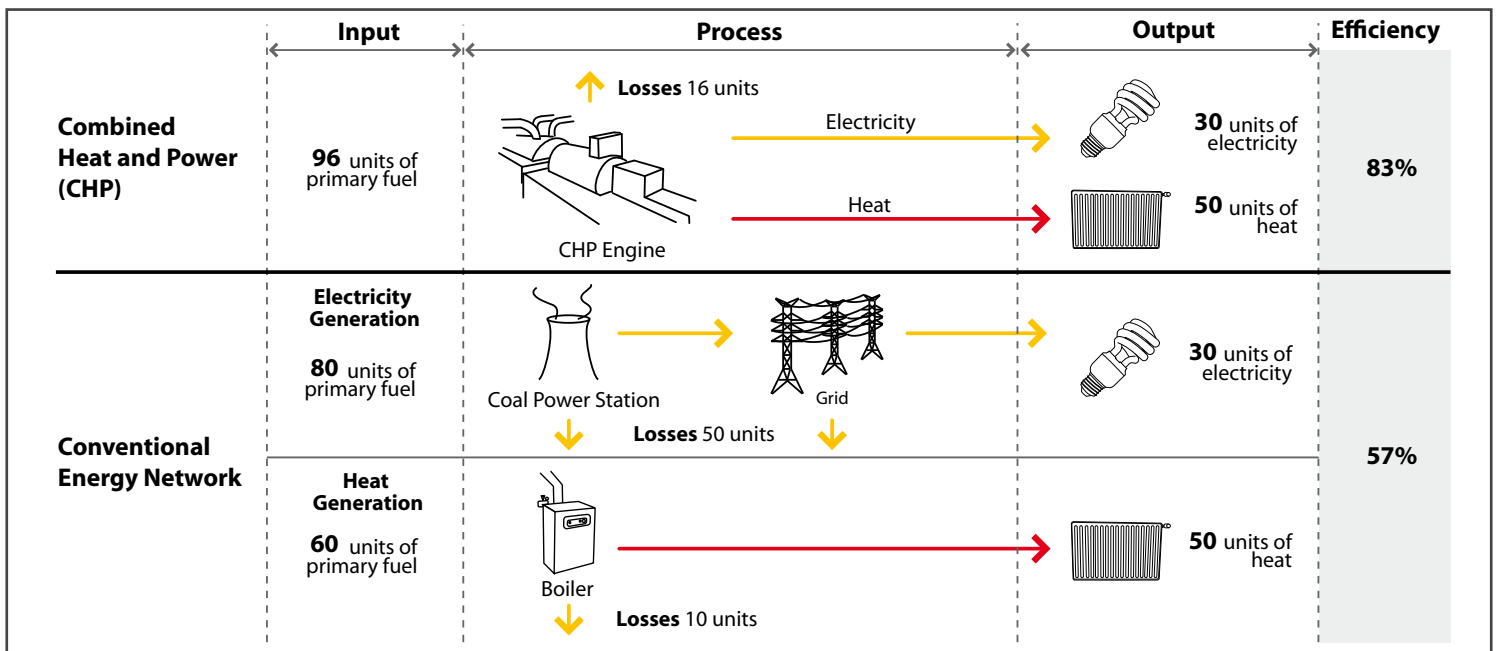 Input
Process
Output
Efficiency
Combined
Heat and Power
(CHP)
96 units of
primary fuel
Losses 16 units
CHP Engine
Electricity
Heat
30 units of
electricity
50 units of
heat
83%
Conventional
Energy Network
Electricity
Generation
80 units of
primary fuel
Coal Power Station
Grid
Losses 50 units
30 units of
electricity
57%
Heat
Generation
60 units of
primary fuel
Boiler
Losses 10 units
50 units of
heat